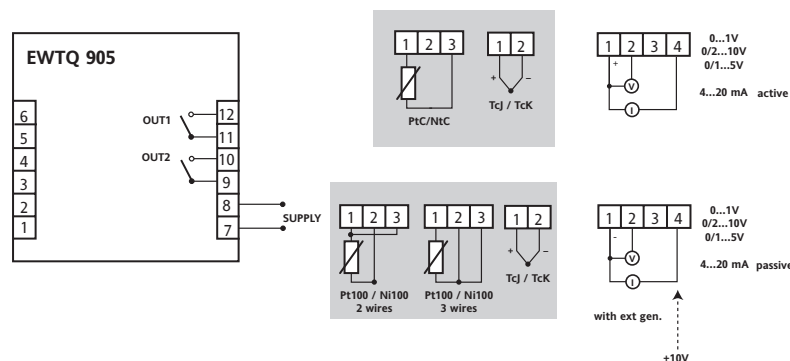 EWTQ 905
6
5
4
3
2
1
OUT1
OUT2
12
11
10
9
8
7
SUPPLY
1 2 3
+ −
PtC/NtC
1 2
TcJ / TcK
1 2 3 4
+
V
I
0...1V
0/2...10V
0/1...5V
4...20 mA active
1 2 3
Pt100 / Ni100
2 wires
1 2 3
Pt100 / Ni100
3 wires
1 2
+ −
TcJ / TcK
1 2 3 4
-
V
I
0...1V
0/2...10V
0/1...5V
4...20 mA passive
with ext gen.
+10V